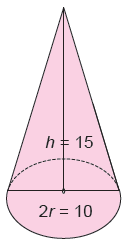 h = 15
2r = 10